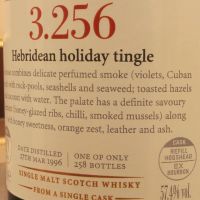 3.256
Hebridean holiday tingle
combines delicate perfumed smoke (violets, Cuban
with rock-pools, seashells and seaweed; toasted hazels
with water. The palate has a definite savoury
honey-glazed ribs, chilli, smoked mussels) along
honey sweetness, orange zest, leather and ash.
DATE DISTILLED
27TH MAR 1996
ONE OF ONLY
258 BOTTLES
CASK
REFILL
HOGSHEAD
EX
BOURBON
SINGLE MALT SCOTCH WHISKY
FROM A SINGLE CASK
57.4%